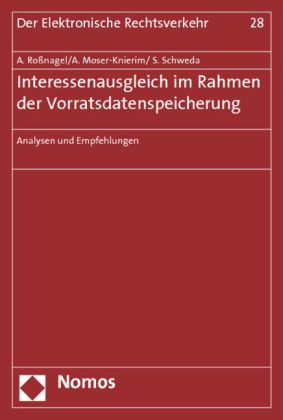 Der Elektronische Rechtsverkehr 28
A. Roßnagel/A. Moser-Knierim/ S. Schweda
Interessenausgleich im Rahmen
der Vorratsdatenspeicherung
Analysen und Empfehlungen
Nomos